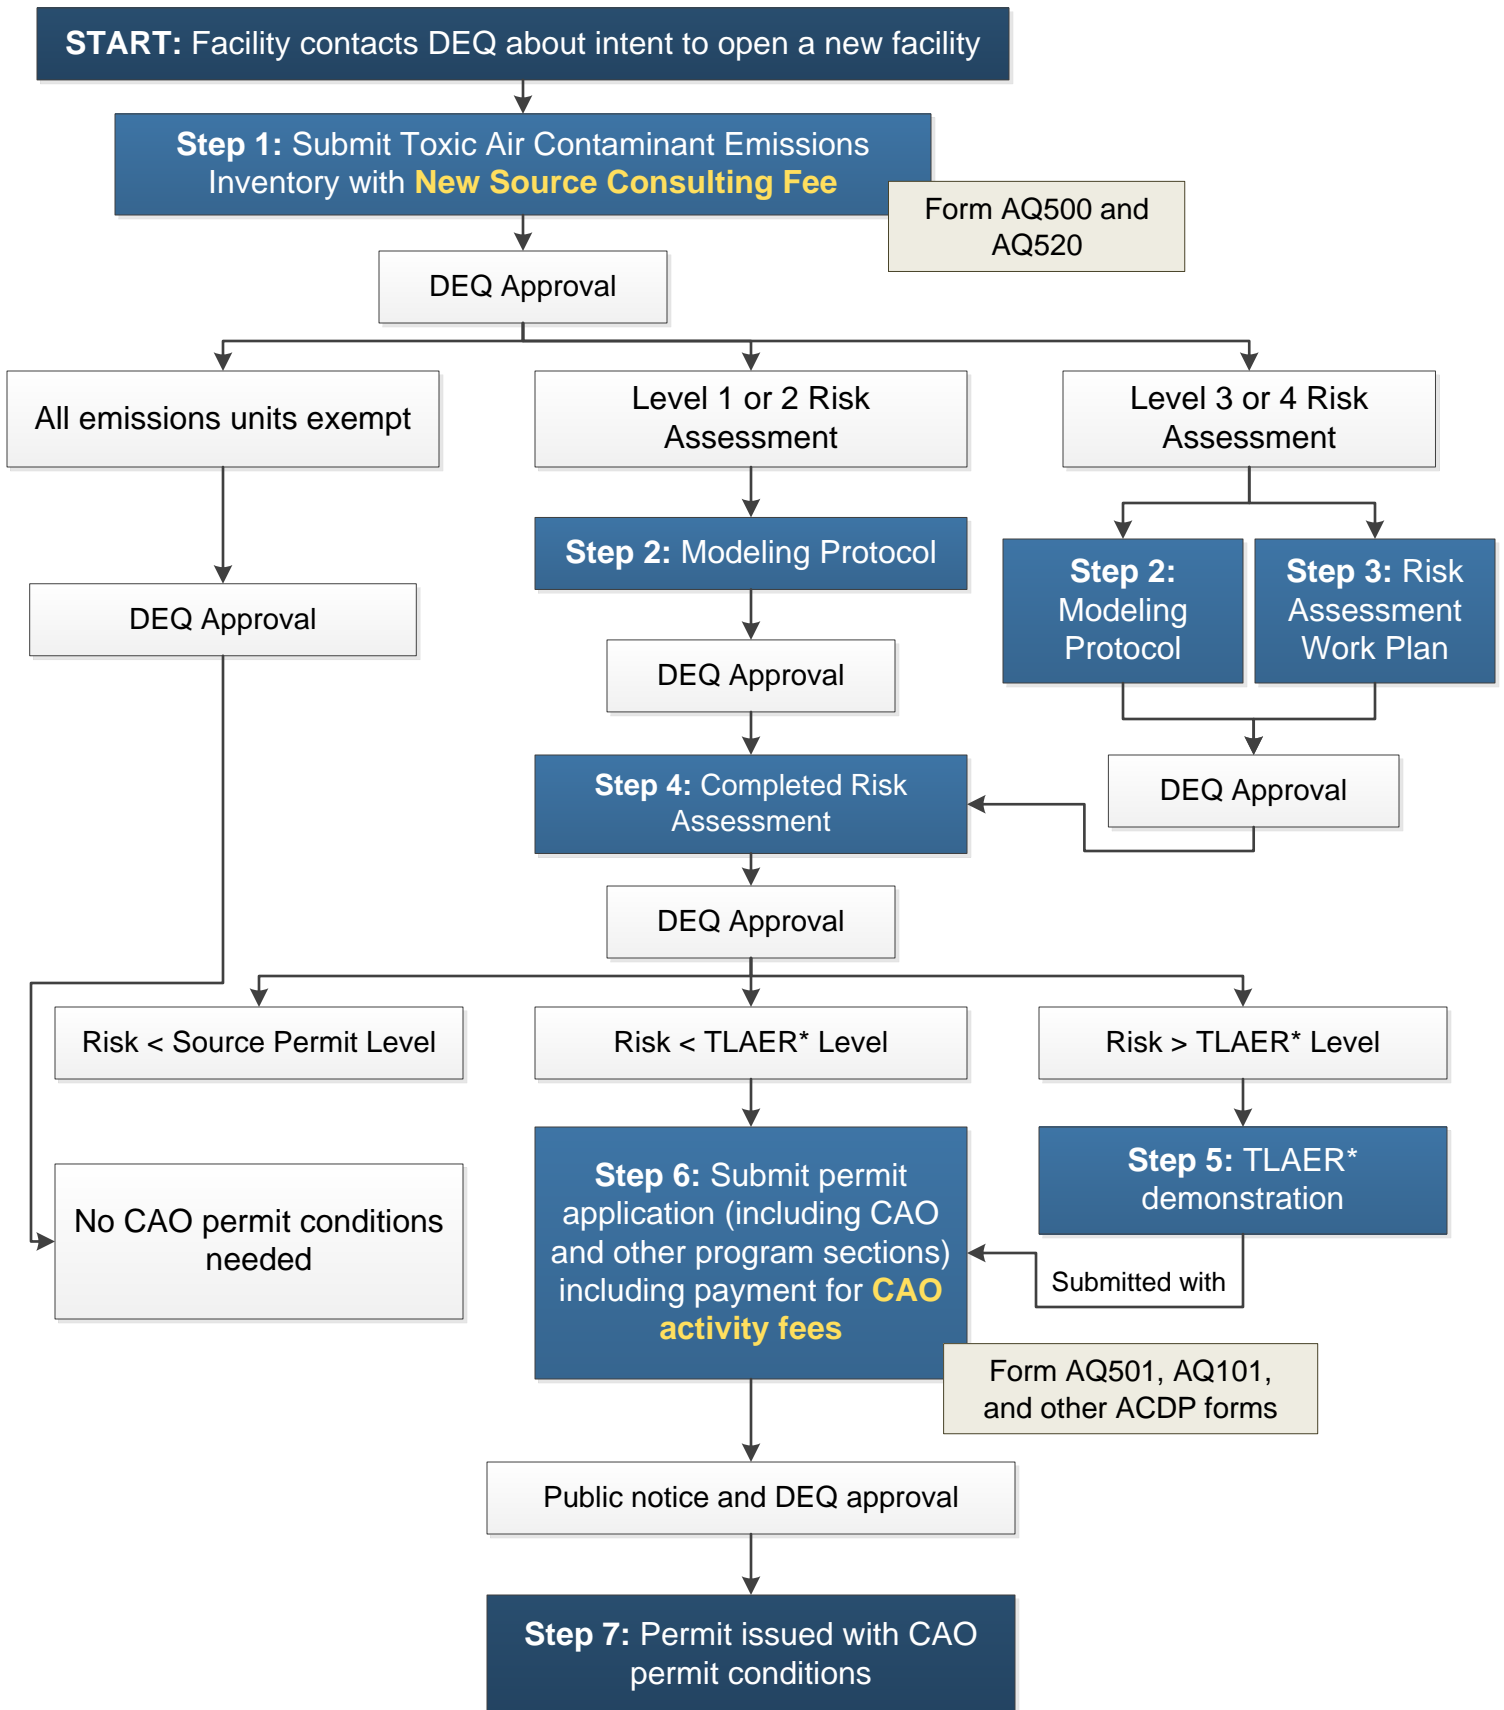 START: Facility contacts DEQ about intent to open a new facility
Step 1: Submit Toxic Air Contaminant Emissions
Inventory with New Source Consulting Fee
Form AQ500 and
AQ520
DEQ Approval
All emissions units exempt
Level 1 or 2 Risk
Assessment
Level 3 or 4 Risk
Assessment
Step 2: Modeling Protocol
Step 2:
Modeling
Protocol
Step 3: Risk
Assessment
Work Plan
DEQ Approval
DEQ Approval
DEQ Approval
Step 4: Completed Risk
Assessment
DEQ Approval
Risk < Source Permit Level
Risk < TLAER* Level
Risk > TLAER* Level
No CAO permit conditions
needed
Step 6: Submit permit
application (including CAO
and other program sections)
including payment for CAO
activity fees
Step 5: TLAER*
demonstration
Submitted with
Form AQ501, AQ101,
and other ACDP forms
Public notice and DEQ approval
Step 7: Permit issued with CAO
permit conditions